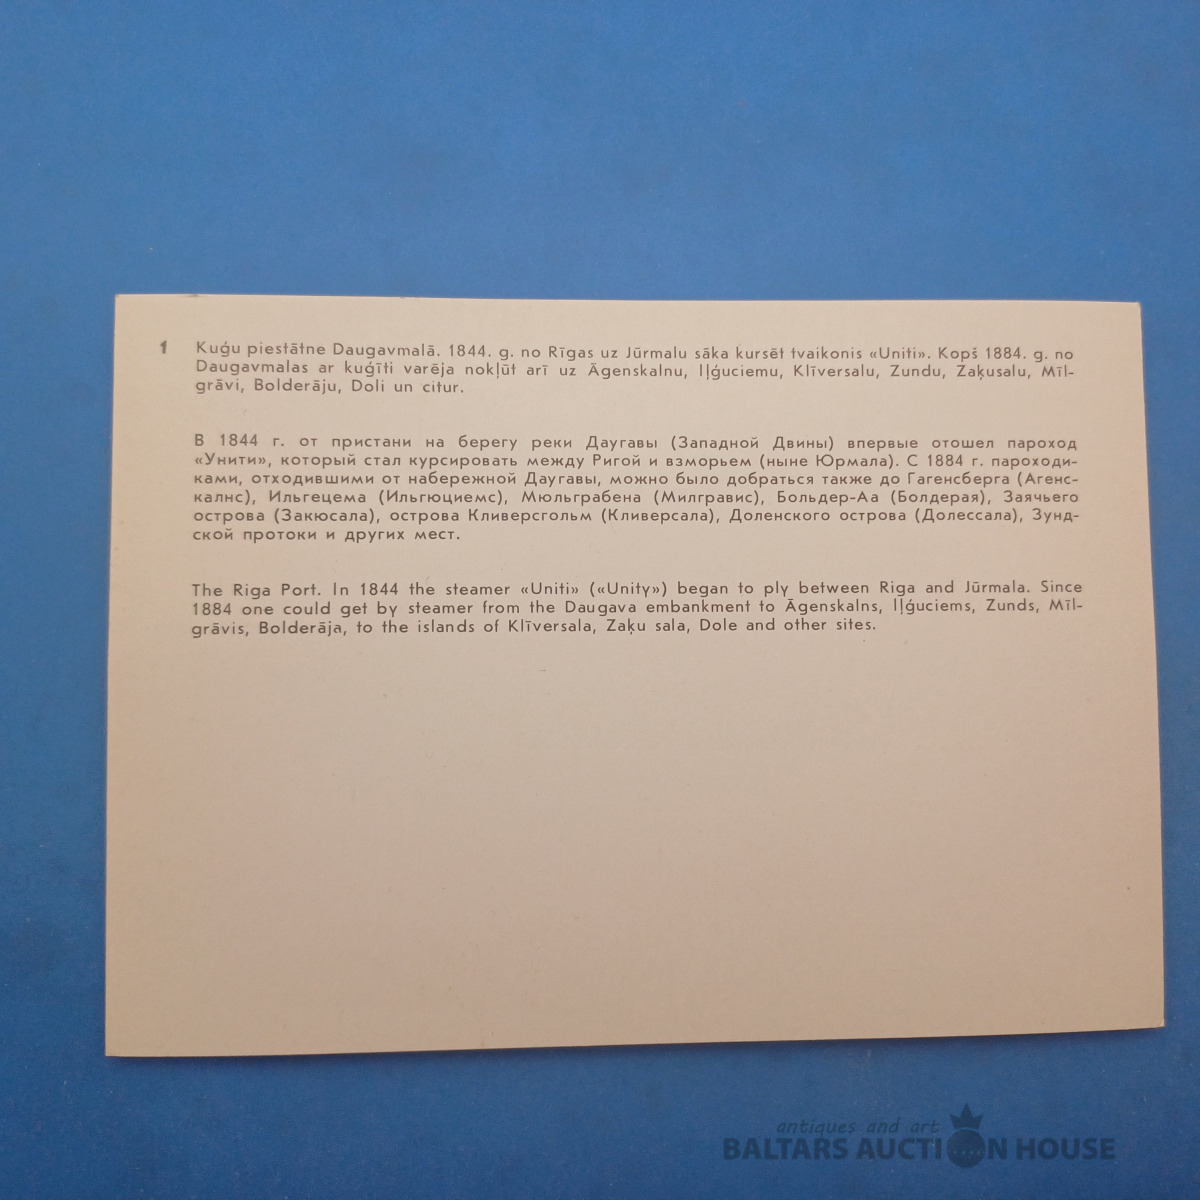 1 Kuģu piestātne Daugavmalā. 1844. g. no Rīgas uz Jūrmalu sāka kursēt tvaikonis «Uniti». Kopš 1884. g. no
Daugavmalas ar kuģīti varēja nokļūt arī uz Āgenskalnu, Iļģuciemu, Klīversalu, Zundu, Zaķusalu, Mīl-
grāvi, Bolderāju, Doli un citur.
В 1844 г. от пристани на берегу реки Даугавы (Западной Двины) впервые отошел пароход
«Унити», который стал курсировать между Ригой и взморьем (ныне Юрмала). С 1884 г. пароходи-
ками, отходившими от набережной Даугавы, можно было добраться также до Гагенсберга (Агенс-
калнс), Ильгецема (Ильгюциемс), Мюльграбена (Милгравис), Больдер-Аа (Болдерая), Заячьего
острова (Закюсала), острова Кливерсгольм (Кливерсала), Доленского острова (Долессала), Зунд-
ской протоки и других мест.
The Riga Port. In 1844 the steamer «Uniti» («Unity») began to ply between Riga and Jūrmala. Since
1884 one could get by steamer from the Daugava embankment to Āgenskalns, Iļģuciems, Zunds, Mīl-
grāvis, Bolderāja, to the islands of Klīversala, Zaķu sala, Dole and other sites.
antiques and art
BALTARS AUCTION HOUSE